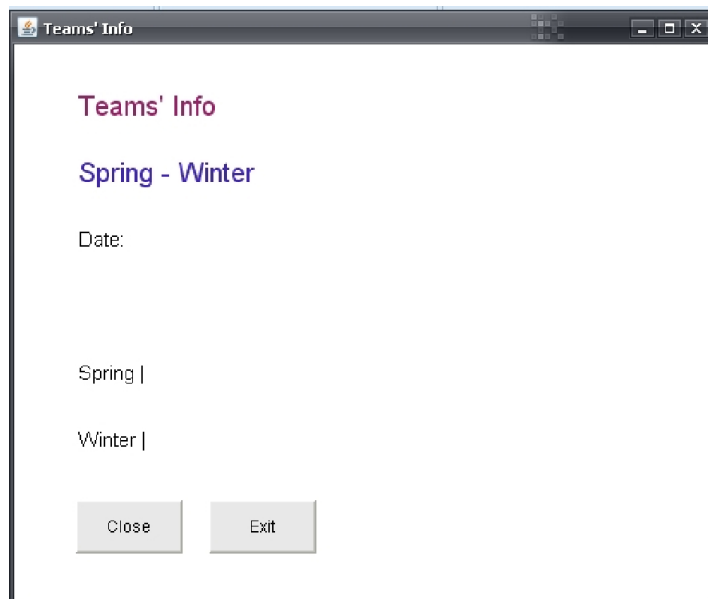 Teams' Info
Teams' Info
Spring - Winter
Date:
Spring |
Winter |
Close Exit